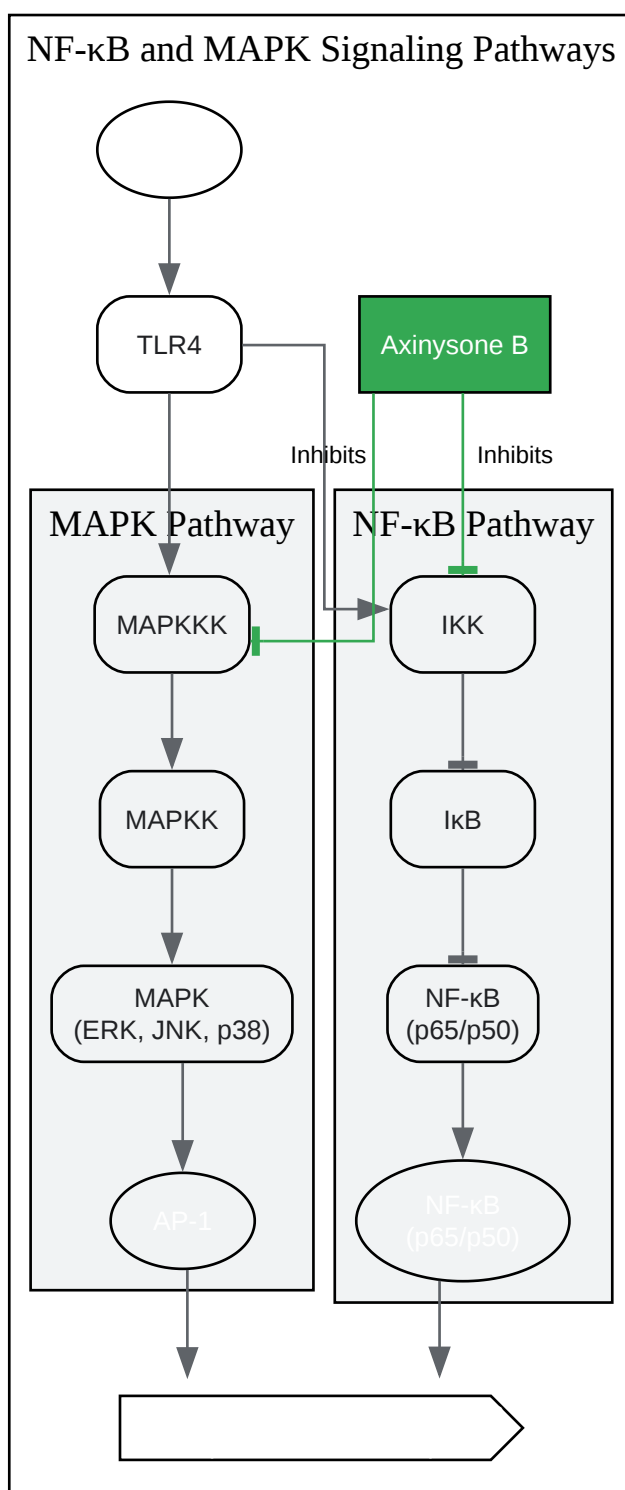 NF-κB and MAPK Signaling Pathways
TLR4
Axinysone B
Inhibits
Inhibits
MAPK Pathway
NF-κB Pathway
MAPKKK
IKK
MAPKK
IκB
MAPK
(ERK, JNK, p38)
NF-κB
(p65/p50)
AP-1
NF-κB
(p65/p50)